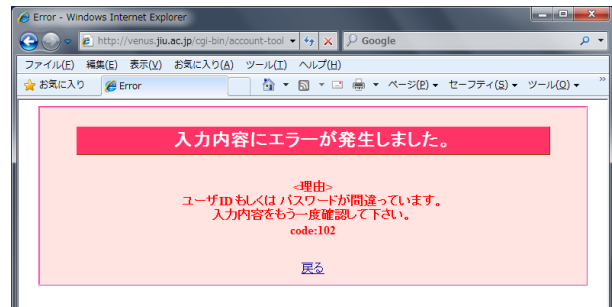 Error - Windows Internet Explorer
http://venus.jiu.ac.jp/cgi-bin/account-tool
Google
ファイル(F) 編集(E) 表示(V) お気に入り(A) ツール(T) ヘルプ(H)
お気に入り Error ページ(P) セーフティ(S) ツール(O) »
入力内容にエラーが発生しました。
<理由>
ユーザIDもしくは パスワードが間違っています。
入力内容をもう一度確認して下さい。
code:102
戻る